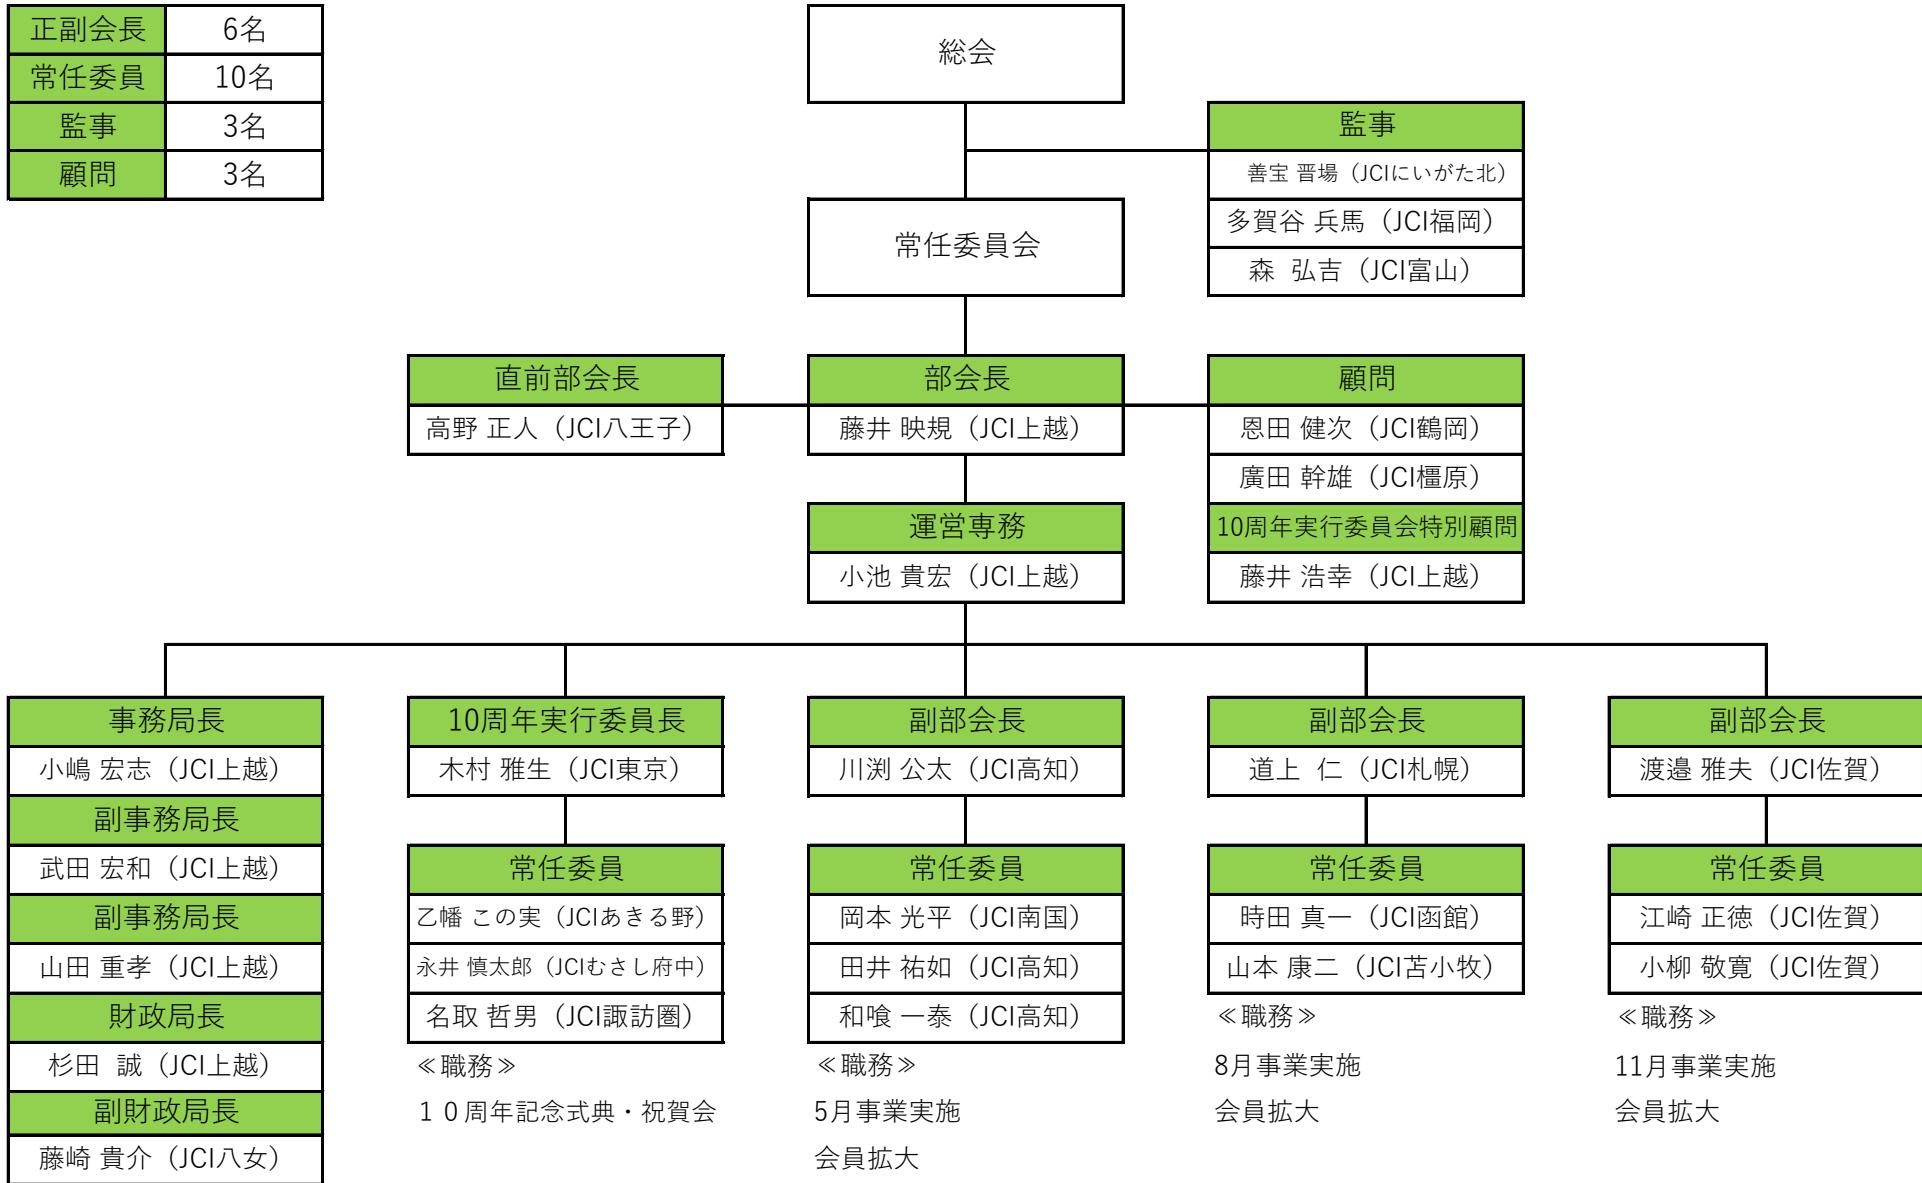 正副会長 6名
常任委員 10名
監事 3名
顧問 3名
総会
監事
善宝 晋場（JCIにいがた北）
多賀谷 兵馬（JCI福岡）
森 弘吉（JCI富山）
常任委員会
直前部会長
高野 正人（JCI八王子）
部会長
藤井 映規（JCI上越）
顧問
恩田 健次（JCI鶴岡）
廣田 幹雄（JCI橿原）
10周年実行委員会特別顧問
藤井 浩幸（JCI上越）
運営専務
小池 貴宏（JCI上越）
事務局長
小嶋 宏志（JCI上越）
副事務局長
武田 宏和（JCI上越）
副事務局長
山田 重孝（JCI上越）
財政局長
杉田 誠（JCI上越）
副財政局長
藤崎 貴介（JCI八女）
10周年実行委員長
木村 雅生（JCI東京）
常任委員
乙幡 この実（JCIあきる野）
永井 慎太郎（JCIむさし府中）
名取 哲男（JCI諏訪圏）
≪職務≫
１０周年記念式典・祝賀会
副部会長
川渕 公太（JCI高知）
常任委員
岡本 光平（JCI南国）
田井 祐如（JCI高知）
和喰 一泰（JCI高知）
≪職務≫
5月事業実施
会員拡大
副部会長
道上 仁（JCI札幌）
常任委員
時田 真一（JCI函館）
山本 康二（JCI苫小牧）
≪職務≫
8月事業実施
会員拡大
副部会長
渡邉 雅夫（JCI佐賀）
常任委員
江崎 正徳（JCI佐賀）
小柳 敬寛（JCI佐賀）
≪職務≫
11月事業実施
会員拡大